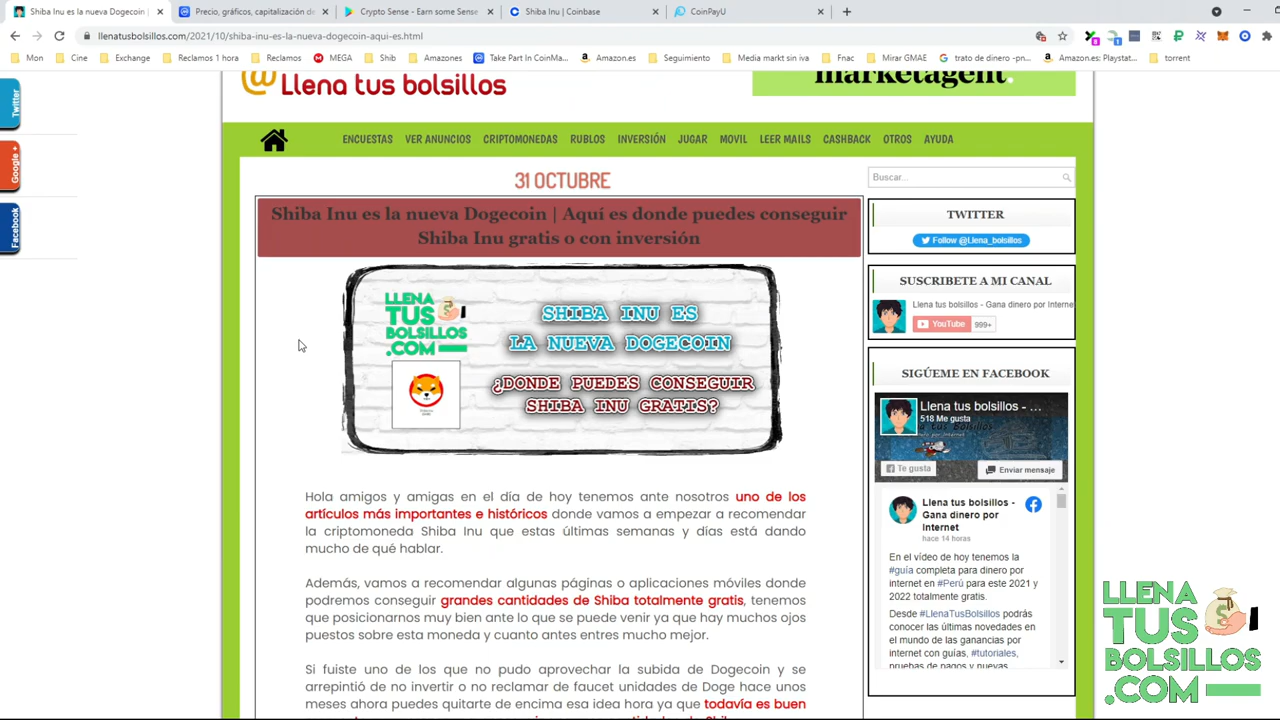 Shiba Inu es la nueva Dogecoin |
Precio, gráficos, capitalización de
Crypto Sense - Earn some Sense
Shiba Inu | Coinbase
CoinPayU
llenatusbolsillos.com/2021/10/shiba-inu-es-la-nueva-dogecoin-aqui-es.html
Mon Cine Exchange Reclamos 1 hora Reclamos MEGA Shib Amazones Take Part In CoinMa... Amazon.es Seguimiento Media markt sin iva Fnac Mirar GMAE trato de dinero -pn... Amazon.es: Playstat... torrent
Twitter
Google +
Facebook
@Llena tus bolsillos
marketagent.
ENCUESTAS VER ANUNCIOS CRIPTOMONEDAS RUBLOS INVERSIÓN JUGAR MOVIL LEER MAILS CASHBACK OTROS AYUDA
31 OCTUBRE
Shiba Inu es la nueva Dogecoin | Aquí es donde puedes conseguir
Shiba Inu gratis o con inversión
LLENA
TUS
BOLSILLOS
.COM
SHIBA INU ES
LA NUEVA DOGECOIN
¿DONDE PUEDES CONSEGUIR
SHIBA INU GRATIS?
Hola amigos y amigas en el día de hoy tenemos ante nosotros uno de los
artículos más importantes e históricos donde vamos a empezar a recomendar
la criptomoneda Shiba Inu que estas últimas semanas y días está dando
mucho de qué hablar.
Además, vamos a recomendar algunas páginas o aplicaciones móviles donde
podremos conseguir grandes cantidades de Shiba totalmente gratis, tenemos
que posicionarnos muy bien ante lo que se puede venir ya que hay muchos ojos
puestos sobre esta moneda y cuanto antes entres mucho mejor.
Si fuiste uno de los que no pudo aprovechar la subida de Dogecoin y se
arrepintió de no invertir o no reclamar de faucet unidades de Doge hace unos
meses ahora puedes quitarte de encima esa idea hora ya que todavía es buen
Buscar...
TWITTER
Follow @Llena_bolsillos
SUSCRIBETE A MI CANAL
Llena tus bolsillos - Gana dinero por Interne
YouTube 999+
SIGÚEME EN FACEBOOK
Llena tus bolsillos - ...
518 Me gusta
Te gusta
Enviar mensaje
Llena tus bolsillos -
Gana dinero por
Internet
hace 14 horas
En el vídeo de hoy tenemos la
#guía completa para dinero por
internet en #Perú para este 2021 y
2022 totalmente gratis.
Desde #LlenaTusBolsillos podrás
conocer las últimas novedades en
el mundo de las ganancias por
internet con guías, #tutoriales,
pruebas de pagos y nuevas
LLENA
TUS
BOLSILLOS
.COM